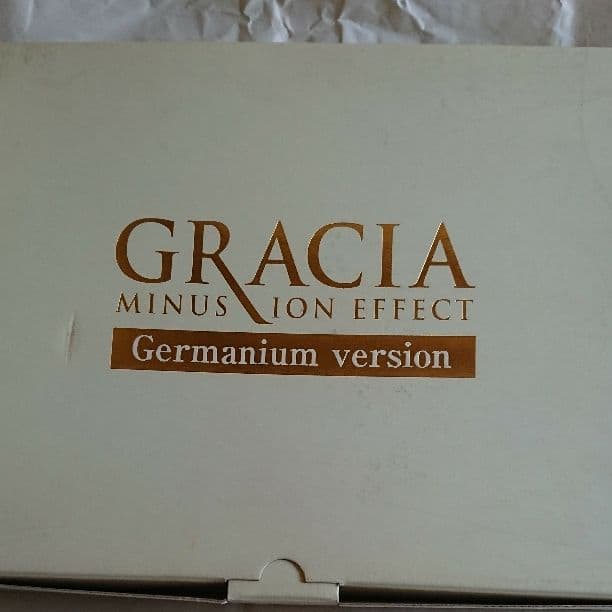 GRACIA
MINUS ION EFFECT
Germanium version